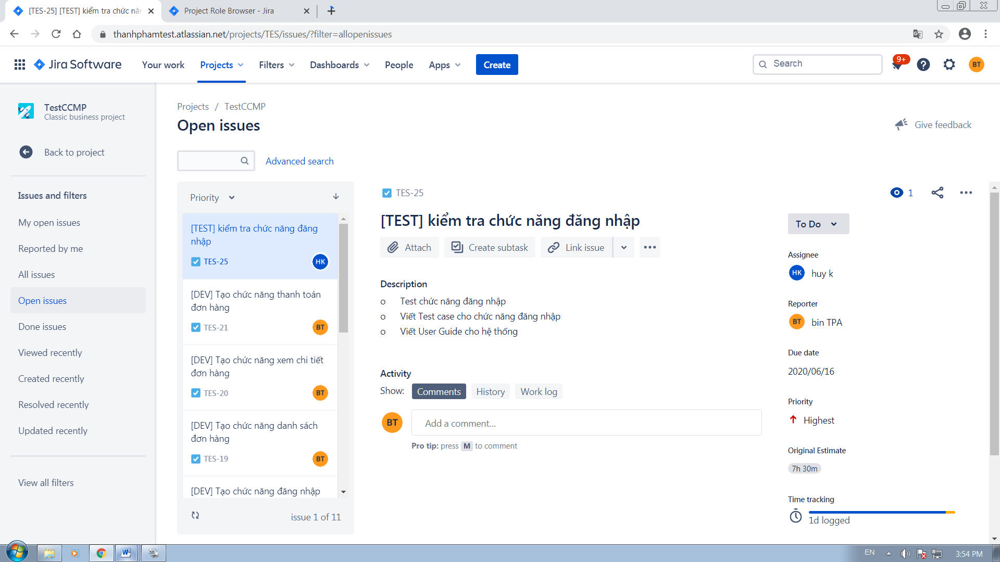 [TES-25] [TEST] kiểm tra chức năn
Project Role Browser - Jira
thanhphamtest.atlassian.net/projects/TES/issues/?filter=allopenissues
Jira Software
Your work
Projects
Filters
Dashboards
People
Apps
Create
Search
9+
BT
TestCCMP
Classic business project
Back to project
Issues and filters
My open issues
Reported by me
All issues
Open issues
Done issues
Viewed recently
Created recently
Resolved recently
Updated recently
View all filters
Projects / TestCCMP
Open issues
Give feedback
Advanced search
Priority
[TEST] kiểm tra chức năng đăng
nhập
TES-25
HK
[DEV] Tạo chức năng thanh toán
đơn hàng
TES-21
BT
[DEV] Tạo chức năng xem chi tiết
đơn hàng
TES-20
BT
[DEV] Tạo chức năng danh sách
đơn hàng
TES-19
BT
[DEV] Tạo chức năng đăng nhập
issue 1 of 11
TES-25
1
[TEST] kiểm tra chức năng đăng nhập
Attach
Create subtask
Link issue
Description
o Test chức năng đăng nhập
o Viết Test case cho chức năng đăng nhập
o Viết User Guide cho hệ thống
Activity
Show:
Comments
History
Work log
BT
Add a comment...
Pro tip: press M to comment
To Do
Assignee
HK huy k
Reporter
BT bin TPA
Due date
2020/06/16
Priority
Highest
Original Estimate
7h 30m
Time tracking
1d logged
EN
3:54 PM